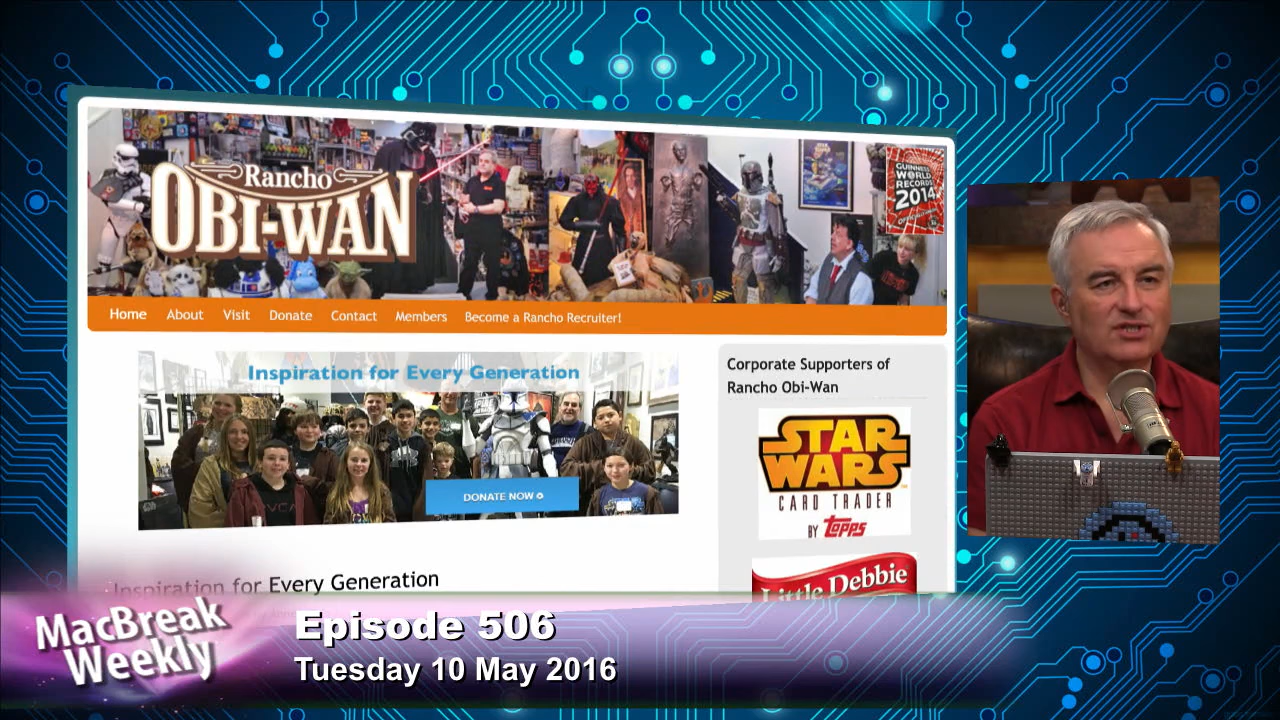 Rancho
OBI-WAN
GUINNESS
WORLD
RECORDS
2014
Home About Visit Donate Contact Members Become a Rancho Recruiter!
Inspiration for Every Generation
DONATE NOW
Corporate Supporters of
Rancho Obi-Wan
STAR
WARS
CARD TRADER
BY Topps
Little Debbie
Inspiration for Every Generation
MacBreak
Weekly
Episode 506
Tuesday 10 May 2016